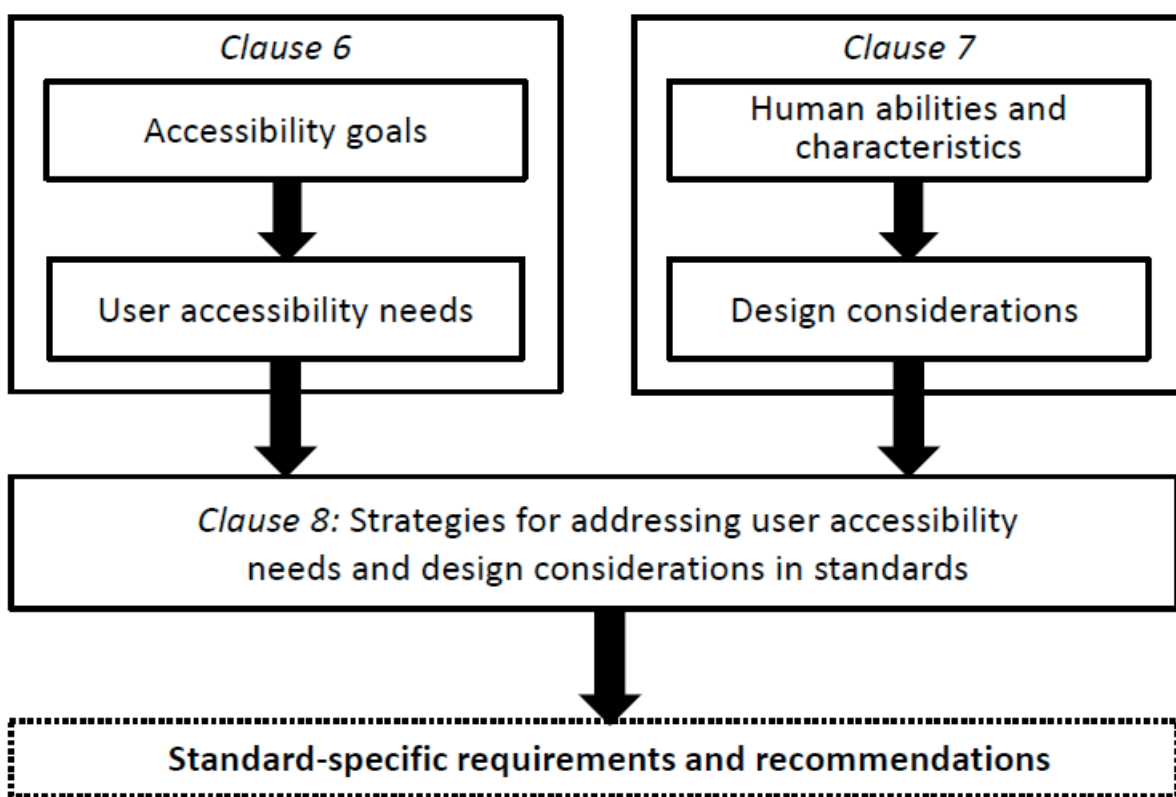 Clause 6
Accessibility goals
User accessibility needs
Clause 7
Human abilities and
characteristics
Design considerations
Clause 8: Strategies for addressing user accessibility
needs and design considerations in standards
Standard-specific requirements and recommendations